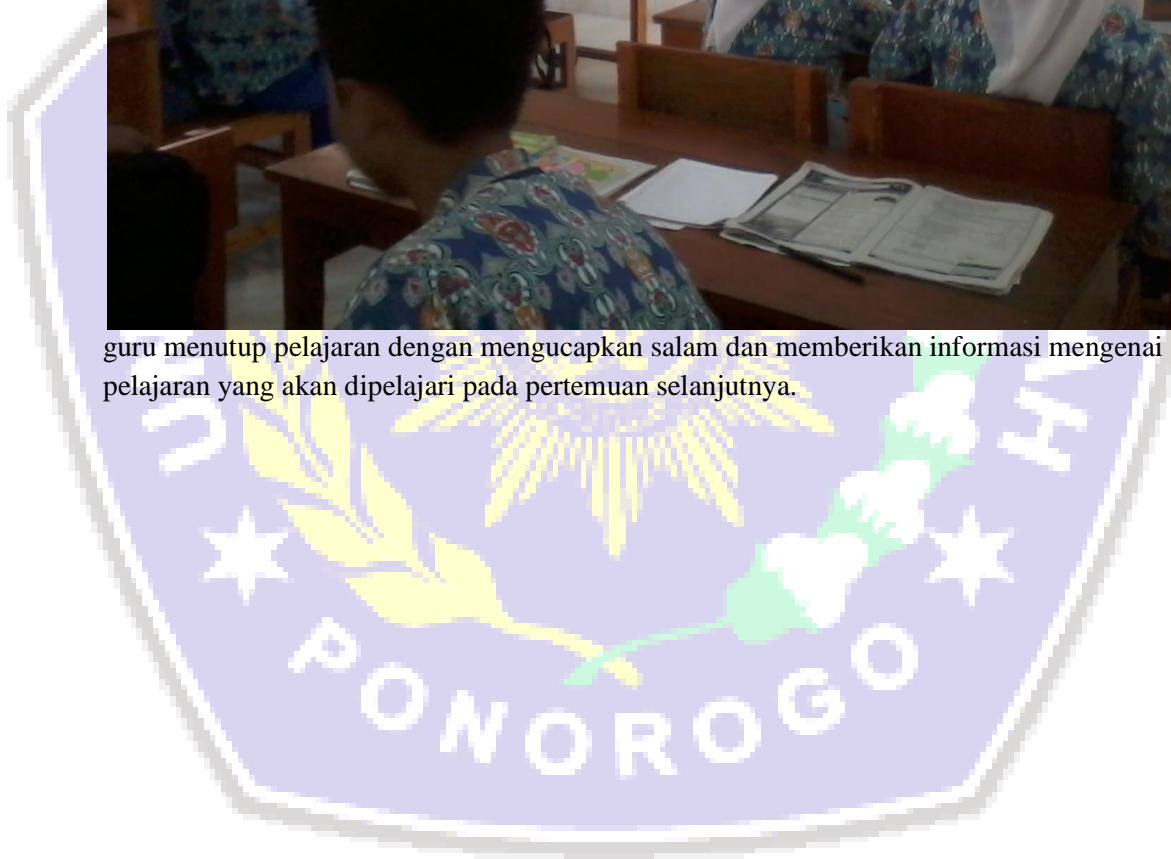 guru menutup pelajaran dengan mengucapkan salam dan memberikan informasi mengenai
pelajaran yang akan dipelajari pada pertemuan selanjutnya.
PONOROGO